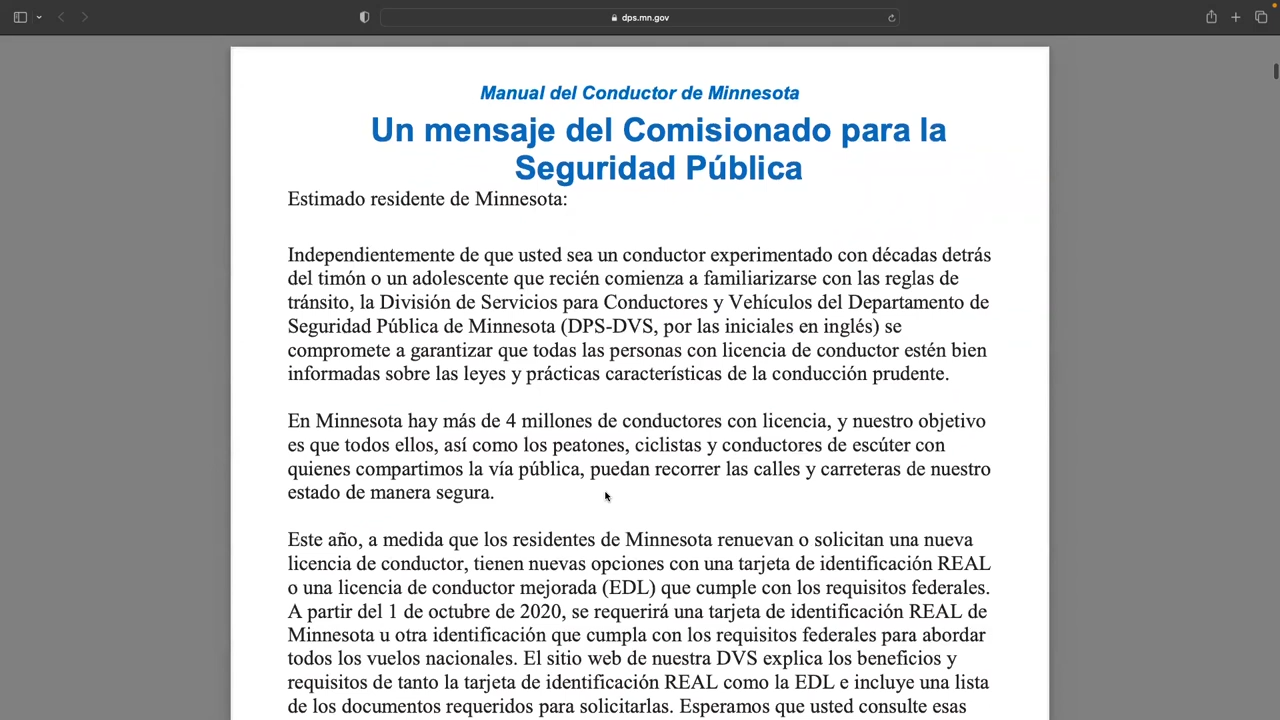 dps.mn.gov
Manual del Conductor de Minnesota
Un mensaje del Comisionado para la
Seguridad Pública
Estimado residente de Minnesota:
Independientemente de que usted sea un conductor experimentado con décadas detrás
del timón o un adolescente que recién comienza a familiarizarse con las reglas de
tránsito, la División de Servicios para Conductores y Vehículos del Departamento de
Seguridad Pública de Minnesota (DPS-DVS, por las iniciales en inglés) se
compromete a garantizar que todas las personas con licencia de conductor estén bien
informadas sobre las leyes y prácticas características de la conducción prudente.
En Minnesota hay más de 4 millones de conductores con licencia, y nuestro objetivo
es que todos ellos, así como los peatones, ciclistas y conductores de escúter con
quienes compartimos la vía pública, puedan recorrer las calles y carreteras de nuestro
estado de manera segura.
Este año, a medida que los residentes de Minnesota renuevan o solicitan una nueva
licencia de conductor, tienen nuevas opciones con una tarjeta de identificación REAL
o una licencia de conductor mejorada (EDL) que cumple con los requisitos federales.
A partir del 1 de octubre de 2020, se requerirá una tarjeta de identificación REAL de
Minnesota u otra identificación que cumpla con los requisitos federales para abordar
todos los vuelos nacionales. El sitio web de nuestra DVS explica los beneficios y
requisitos de tanto la tarjeta de identificación REAL como la EDL e incluye una lista
de los documentos requeridos para solicitarlas. Esperamos que usted consulte esas